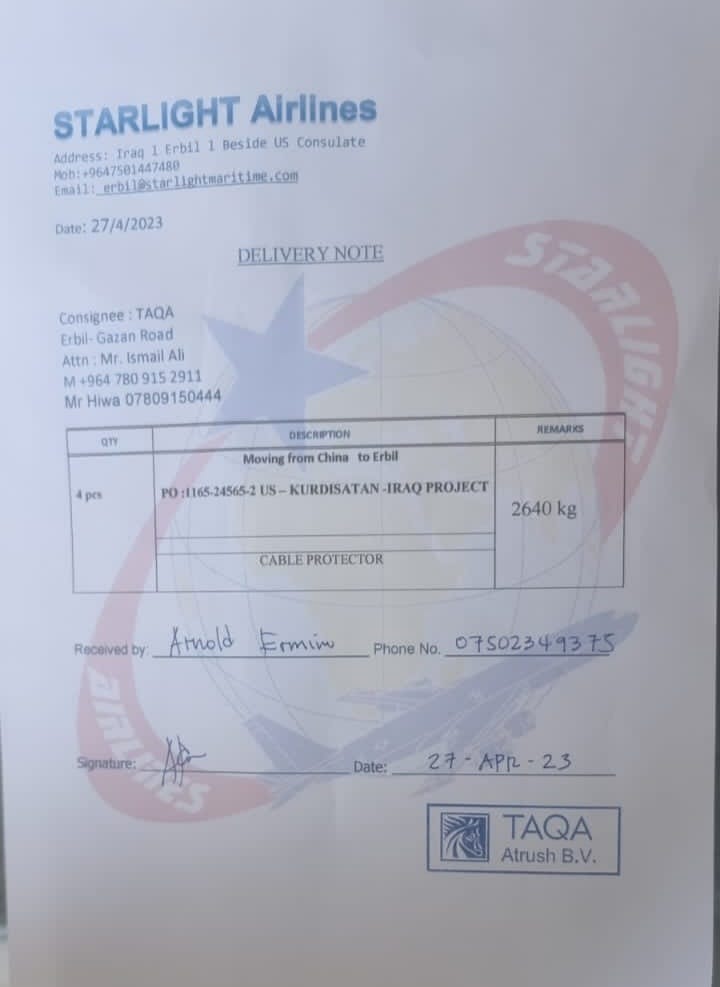 STARLIGHT Airlines
Address: Iraq 1 Erbil 1 Beside US Consulate
Mob:+9647501447480
Email: erbil@starlightmaritime.com
Date: 27/4/2023
DELIVERY NOTE
Consignee : TAQA
Erbil- Gazan Road
Attn : Mr. Ismail Ali
M +964 780 915 2911
Mr Hiwa 07809150444
QTY DESCRIPTION REMARKS
Moving from China to Erbil
4 pcs PO :1165-24565-2 US – KURDISATAN -IRAQ PROJECT
2640 kg
CABLE PROTECTOR
Received by: Arnold Phone No. 07502349375
Signature: Date: 27-APR-23
TAQA
Atrush B.V.
STARLIGHT
AIRLINES